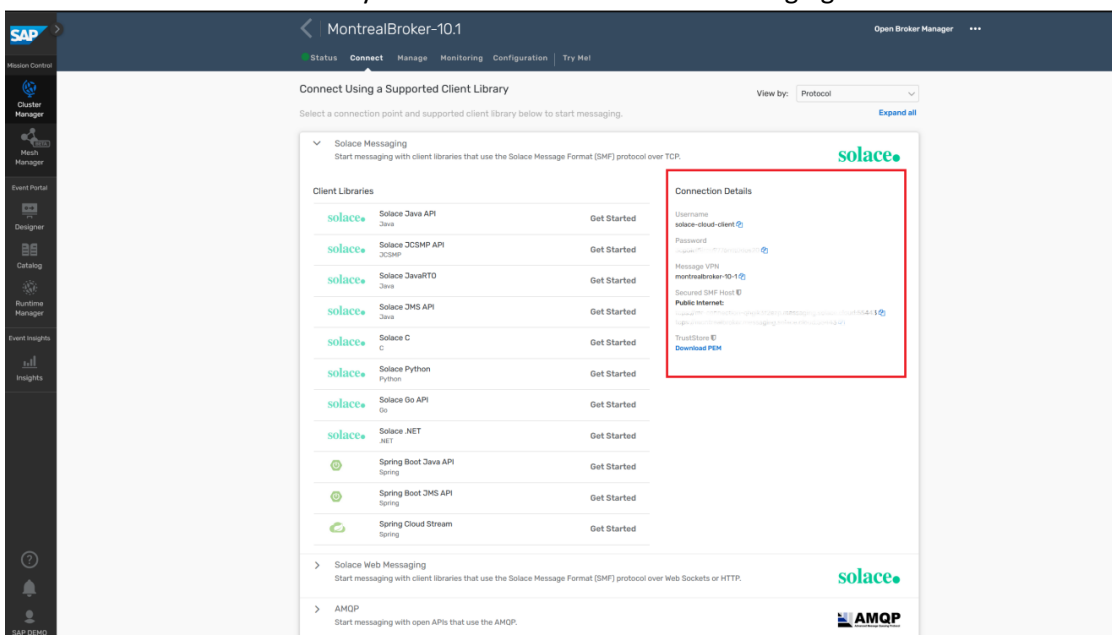 SAP
Mission Control
Cluster
Manager
BETA
Mesh
Manager
Event Portal
Designer
Catalog
Runtime
Manager
Event Insights
Insights
SAP DEMO
MontrealBroker-10.1
Open Broker Manager
Status Connect Manage Monitoring Configuration Try Me!
Connect Using a Supported Client Library
View by: Protocol
Select a connection point and supported client library below to start messaging.
Expand all
Solace Messaging
Start messaging with client libraries that use the Solace Message Format (SMF) protocol over TCP.
solace
Client Libraries
solace Solace Java API Get Started
Java
solace Solace JCSMP API Get Started
JCSMP
solace Solace JavaRTO Get Started
Java
solace Solace JMS API Get Started
Java
solace Solace C Get Started
C
solace Solace Python Get Started
Python
solace Solace Go API Get Started
Go
solace Solace .NET Get Started
.NET
Spring Boot Java API Get Started
Spring
Spring Boot JMS API Get Started
Spring
Spring Cloud Stream Get Started
Spring
Connection Details
Username
solace-cloud-client
Password
Message VPN
montrealbroker-10-1
Secured SMF Host
Public Internet:
TrustStore
Download PEM
Solace Web Messaging
Start messaging with client libraries that use the Solace Message Format (SMF) protocol over Web Sockets or HTTP.
solace
AMQP
Start messaging with open APIs that use the AMQP.
AMQP